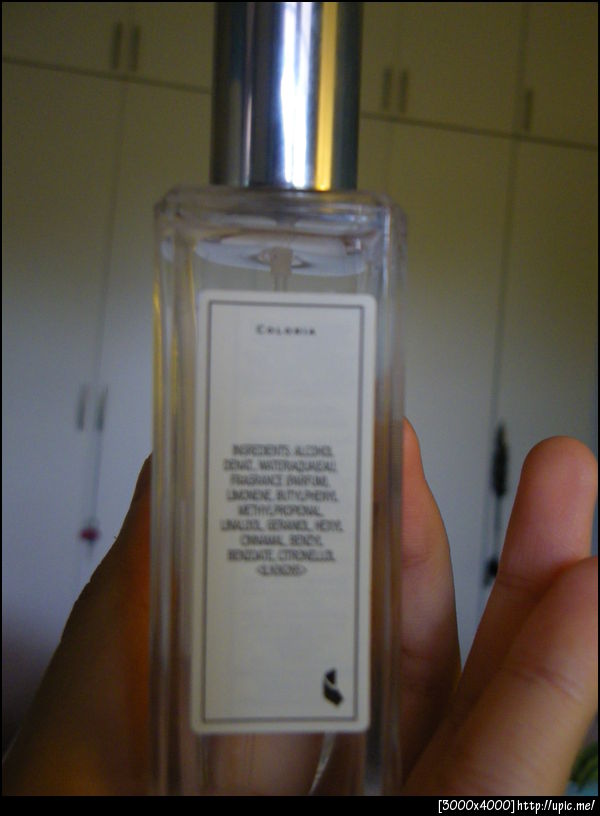 COLONIA
INGREDIENTS: ALCOHOL
DENAT., WATER/AQUA/EAU,
FRAGRANCE (PARFUM),
LIMONENE, BUTYLPHENYL
METHYLPROPIONAL,
LINALOOL, GERANIOL, HEXYL
CINNAMAL, BENZYL
BENZOATE, CITRONELLOL
[3000x4000]http://upic.me/